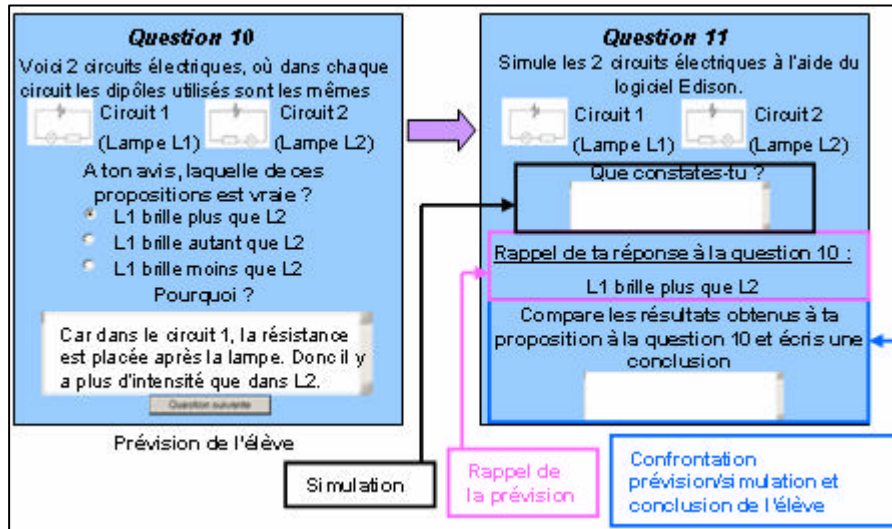 Question 10
Voici 2 circuits électriques, où dans chaque
circuit les dipôles utilisés sont les mêmes
Circuit 1
(Lampe L1)
Circuit 2
(Lampe L2)
A ton avis, laquelle de ces
propositions est vraie ?
L1 brille plus que L2
L1 brille autant que L2
L1 brille moins que L2
Pourquoi ?
Car dans le circuit 1, la résistance
est placée après la lampe. Donc il y
a plus d'intensité que dans L2.
Question suivante
Prévision de l'élève
Question 11
Simule les 2 circuits électriques à l'aide du
logiciel Edison.
Circuit 1
(Lampe L1)
Circuit 2
(Lampe L2)
Que constates-tu ?
Rappel de ta réponse à la question 10 :
L1 brille plus que L2
Compare les résultats obtenus à ta
proposition à la question 10 et écris une
conclusion
Simulation
Rappel de
la prévision
Confrontation
prévision/simulation et
conclusion de l'élève